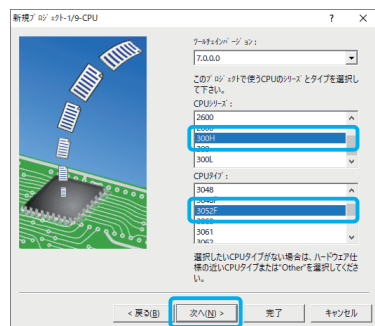 新規プロジェクト-1/9-CPU
ツールチェインバージョン :
7.0.0.0
このプロジェクトで使うCPUのシリーズとタイプを選択し
て下さい。
CPUシリーズ :
2600
300H
300L
CPUタイプ :
3048
3052F
3061
3062
選択したいCPUタイプがない場合は、ハードウェア仕
様の近いCPUタイプまたは"Other"を選択してくださ
い。
< 戻る(B)
次へ(N) >
完了
キャンセル